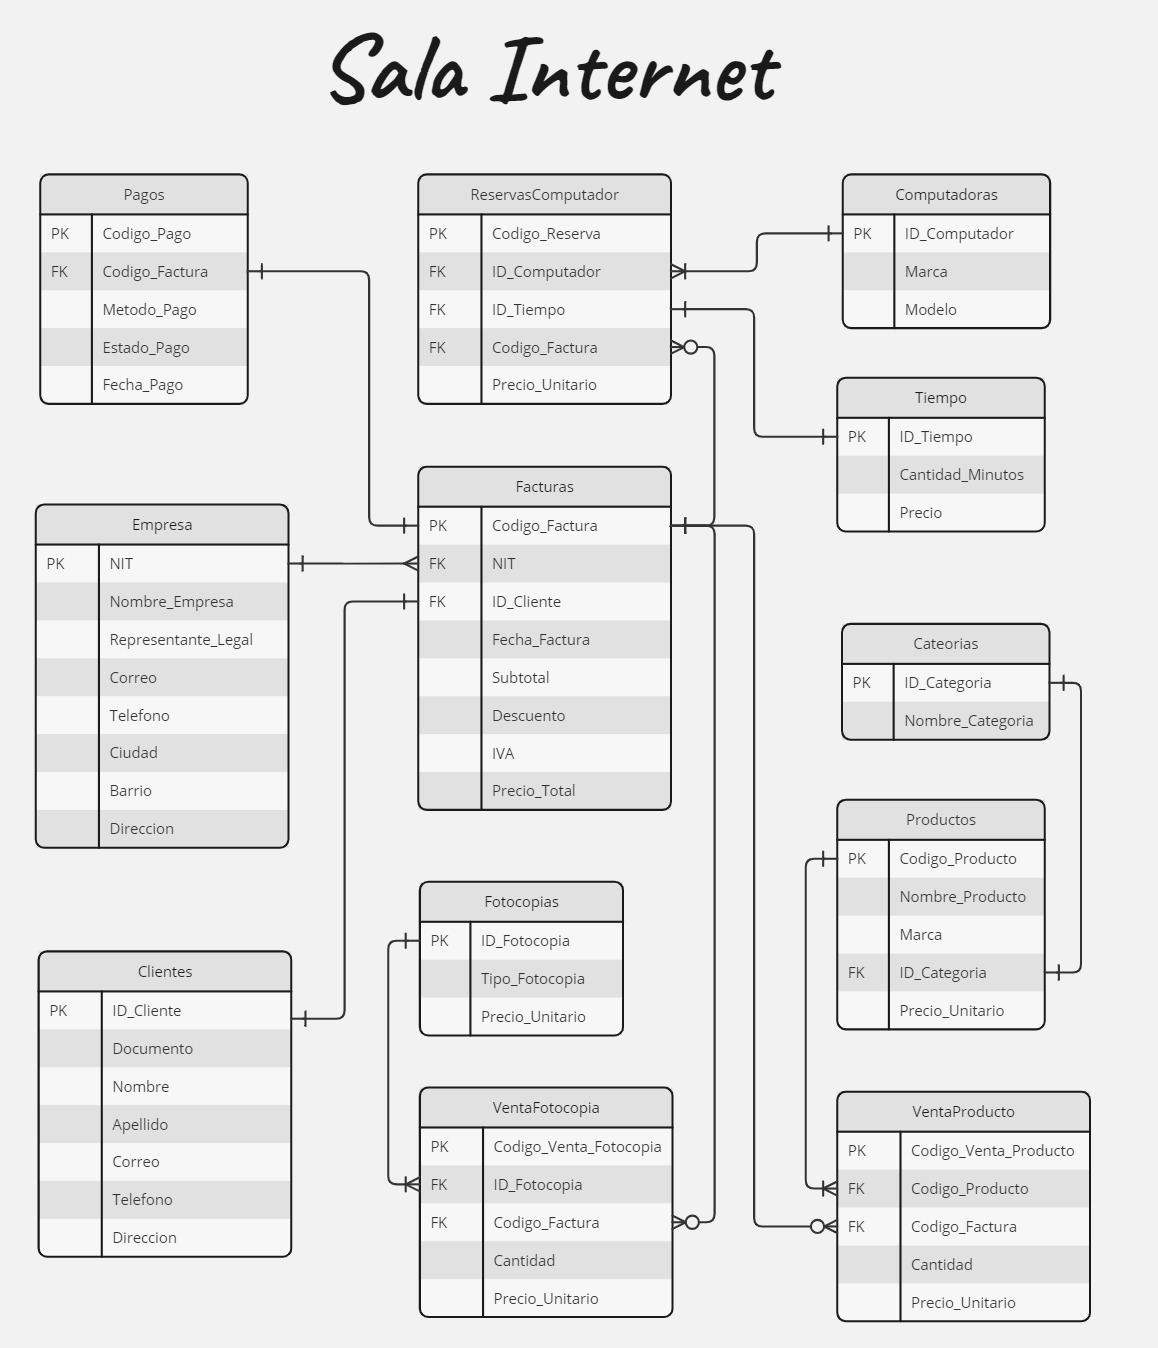 Sala Internet
Pagos
PK Codigo_Pago
FK Codigo_Factura
Metodo_Pago
Estado_Pago
Fecha_Pago
ReservasComputador
PK Codigo_Reserva
FK ID_Computador
FK ID_Tiempo
FK Codigo_Factura
Precio_Unitario
Computadoras
PK ID_Computador
Marca
Modelo
Tiempo
PK ID_Tiempo
Cantidad_Minutos
Precio
Empresa
PK NIT
Nombre_Empresa
Representante_Legal
Correo
Telefono
Ciudad
Barrio
Direccion
Facturas
PK Codigo_Factura
FK NIT
FK ID_Cliente
Fecha_Factura
Subtotal
Descuento
IVA
Precio_Total
Cateorias
PK ID_Categoria
Nombre_Categoria
Productos
PK Codigo_Producto
Nombre_Producto
Marca
FK ID_Categoria
Precio_Unitario
Fotocopias
PK ID_Fotocopia
Tipo_Fotocopia
Precio_Unitario
Clientes
PK ID_Cliente
Documento
Nombre
Apellido
Correo
Telefono
Direccion
VentaFotocopia
PK Codigo_Venta_Fotocopia
FK ID_Fotocopia
FK Codigo_Factura
Cantidad
Precio_Unitario
VentaProducto
PK Codigo_Venta_Producto
FK Codigo_Producto
FK Codigo_Factura
Cantidad
Precio_Unitario